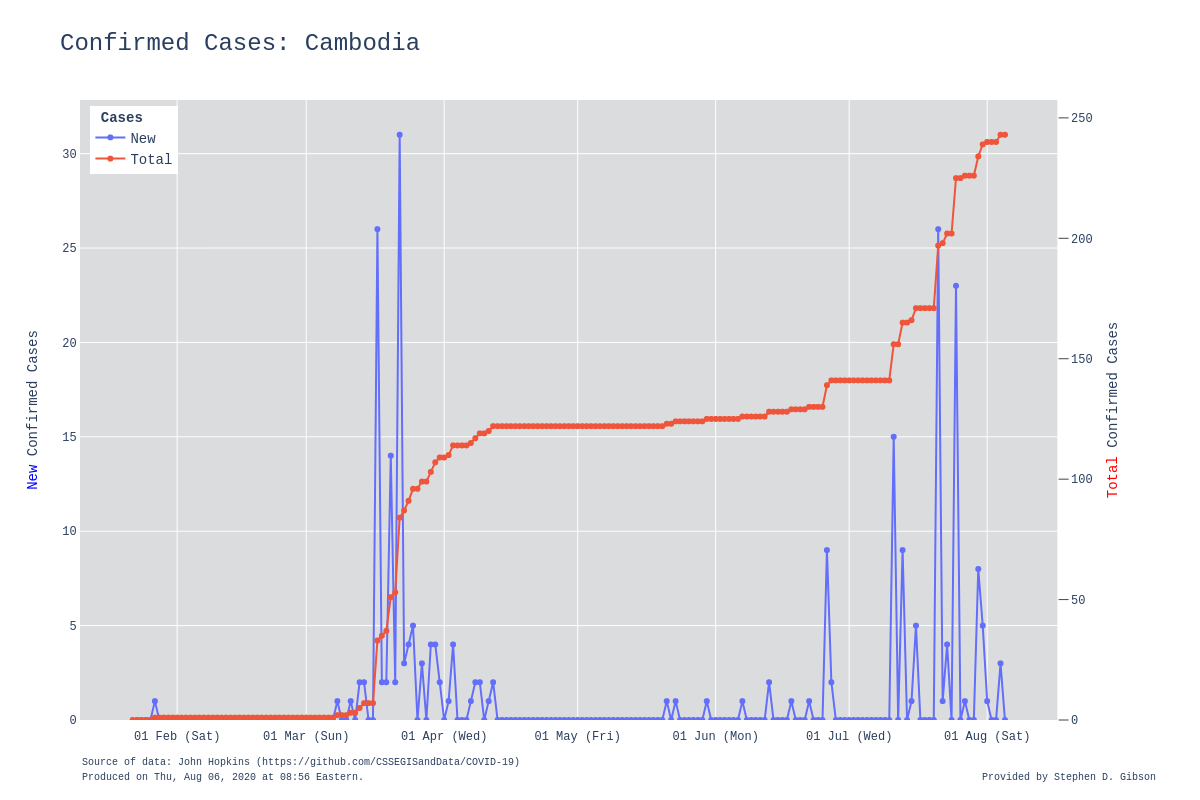 Confirmed Cases: Cambodia
Cases
New
Total
30
25
20
15
10
5
0
250
200
150
100
50
0
New Confirmed Cases
Total Confirmed Cases
01 Feb (Sat)
01 Mar (Sun)
01 Apr (Wed)
01 May (Fri)
01 Jun (Mon)
01 Jul (Wed)
01 Aug (Sat)
Source of data: John Hopkins (https://github.com/CSSEGISandData/COVID-19)
Produced on Thu, Aug 06, 2020 at 08:56 Eastern.
Provided by Stephen D. Gibson